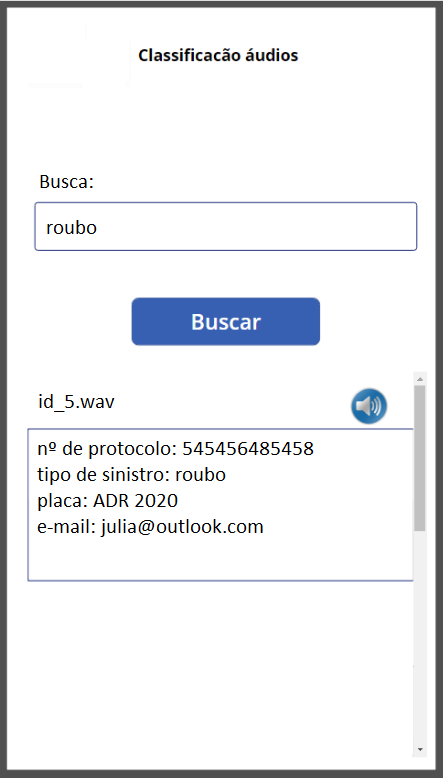 Classificacão áudios
Busca:
roubo
Buscar
id_5.wav
nº de protocolo: 545456485458
tipo de sinistro: roubo
placa: ADR 2020
e-mail: julia@outlook.com